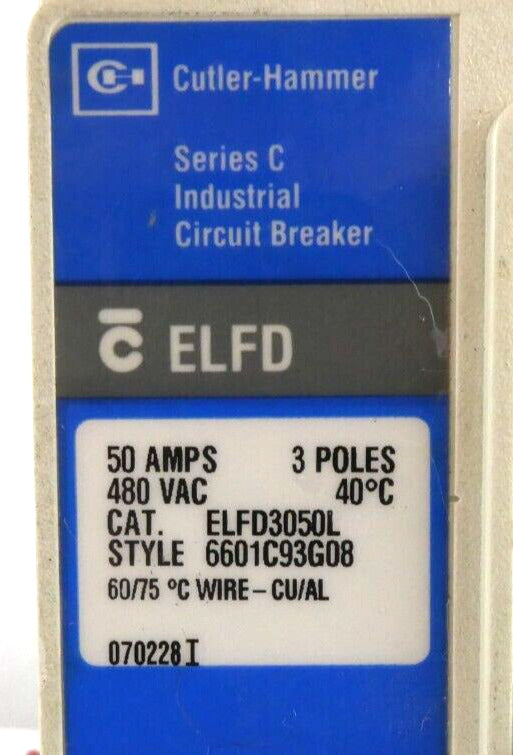 Cutler-Hammer
Series C
Industrial
Circuit Breaker
C̄ ELFD
50 AMPS 3 POLES
480 VAC 40°C
CAT. ELFD3050L
STYLE 6601C93G08
60/75 °C WIRE – CU/AL
070228 I